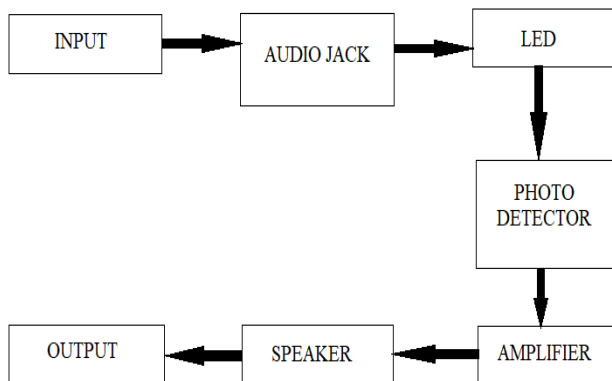 INPUT
AUDIO JACK
LED
PHOTO
DETECTOR
AMPLIFIER
SPEAKER
OUTPUT